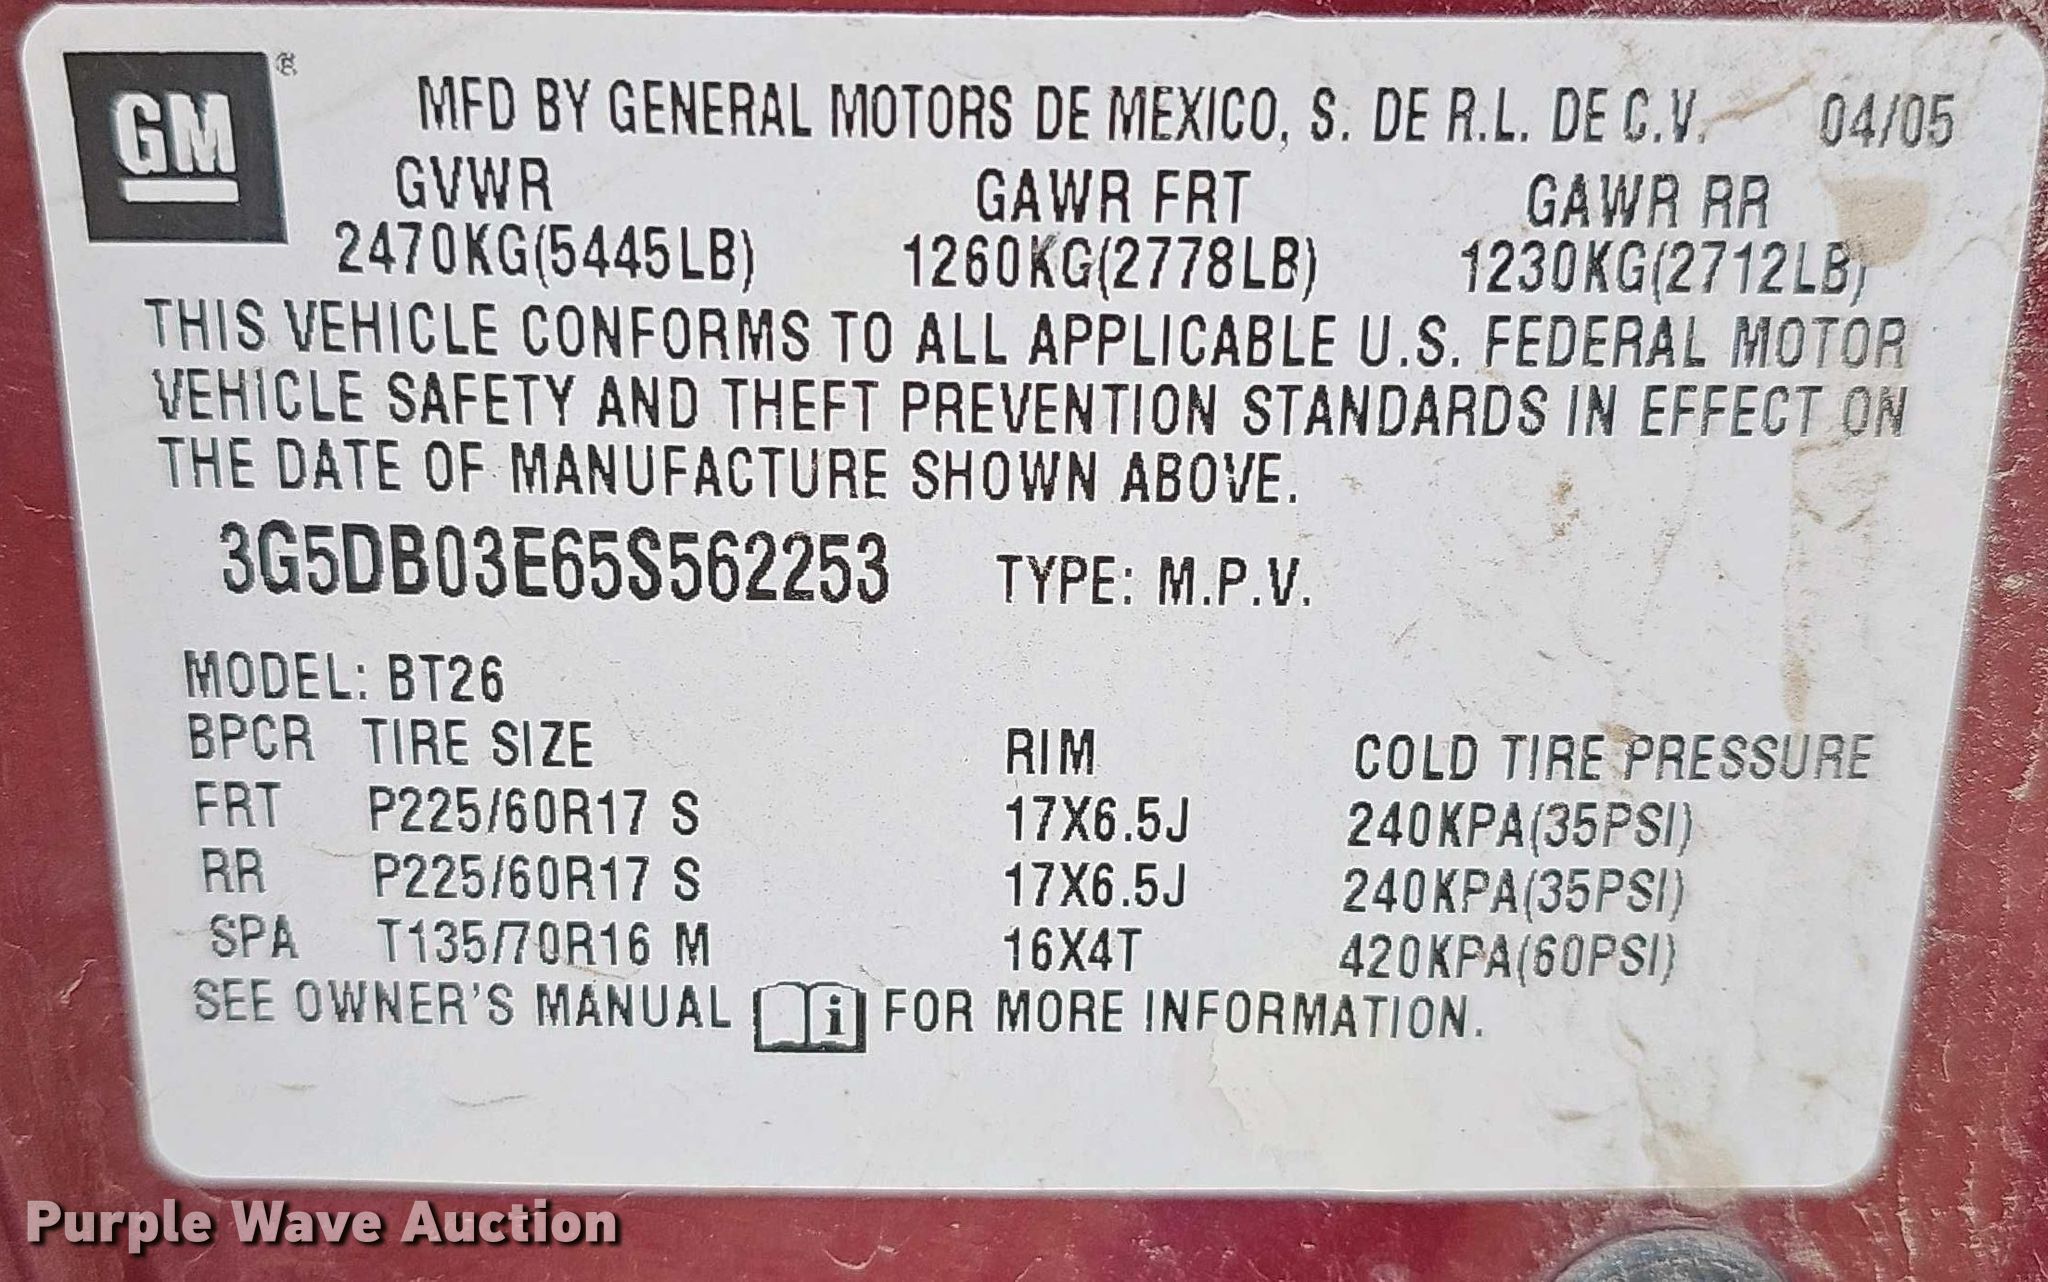 GM ®
MFD BY GENERAL MOTORS DE MEXICO, S. DE R.L. DE C.V. 04/05
GVWR GAWR FRT GAWR RR
2470KG(5445LB) 1260KG(2778LB) 1230KG(2712LB)
THIS VEHICLE CONFORMS TO ALL APPLICABLE U.S. FEDERAL MOTOR
VEHICLE SAFETY AND THEFT PREVENTION STANDARDS IN EFFECT ON
THE DATE OF MANUFACTURE SHOWN ABOVE.
3G5DB03E65S562253 TYPE: M.P.V.
MODEL: BT26
BPCR TIRE SIZE RIM COLD TIRE PRESSURE
FRT P225/60R17 S 17X6.5J 240KPA(35PSI)
RR P225/60R17 S 17X6.5J 240KPA(35PSI)
SPA T135/70R16 M 16X4T 420KPA(60PSI)
SEE OWNER'S MANUAL i FOR MORE INFORMATION.
Purple Wave Auction